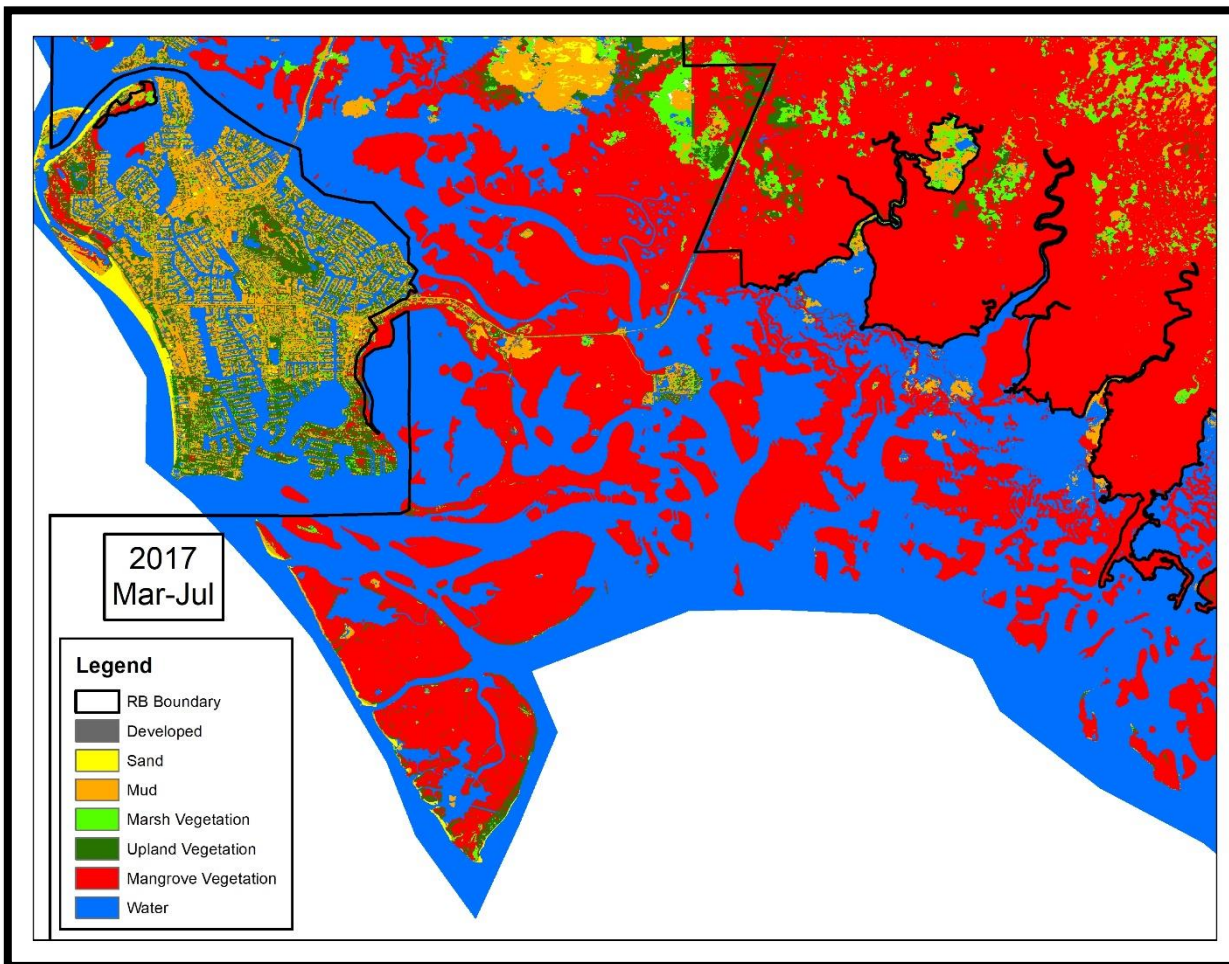 2017
Mar-Jul
Legend
RB Boundary
Developed
Sand
Mud
Marsh Vegetation
Upland Vegetation
Mangrove Vegetation
Water